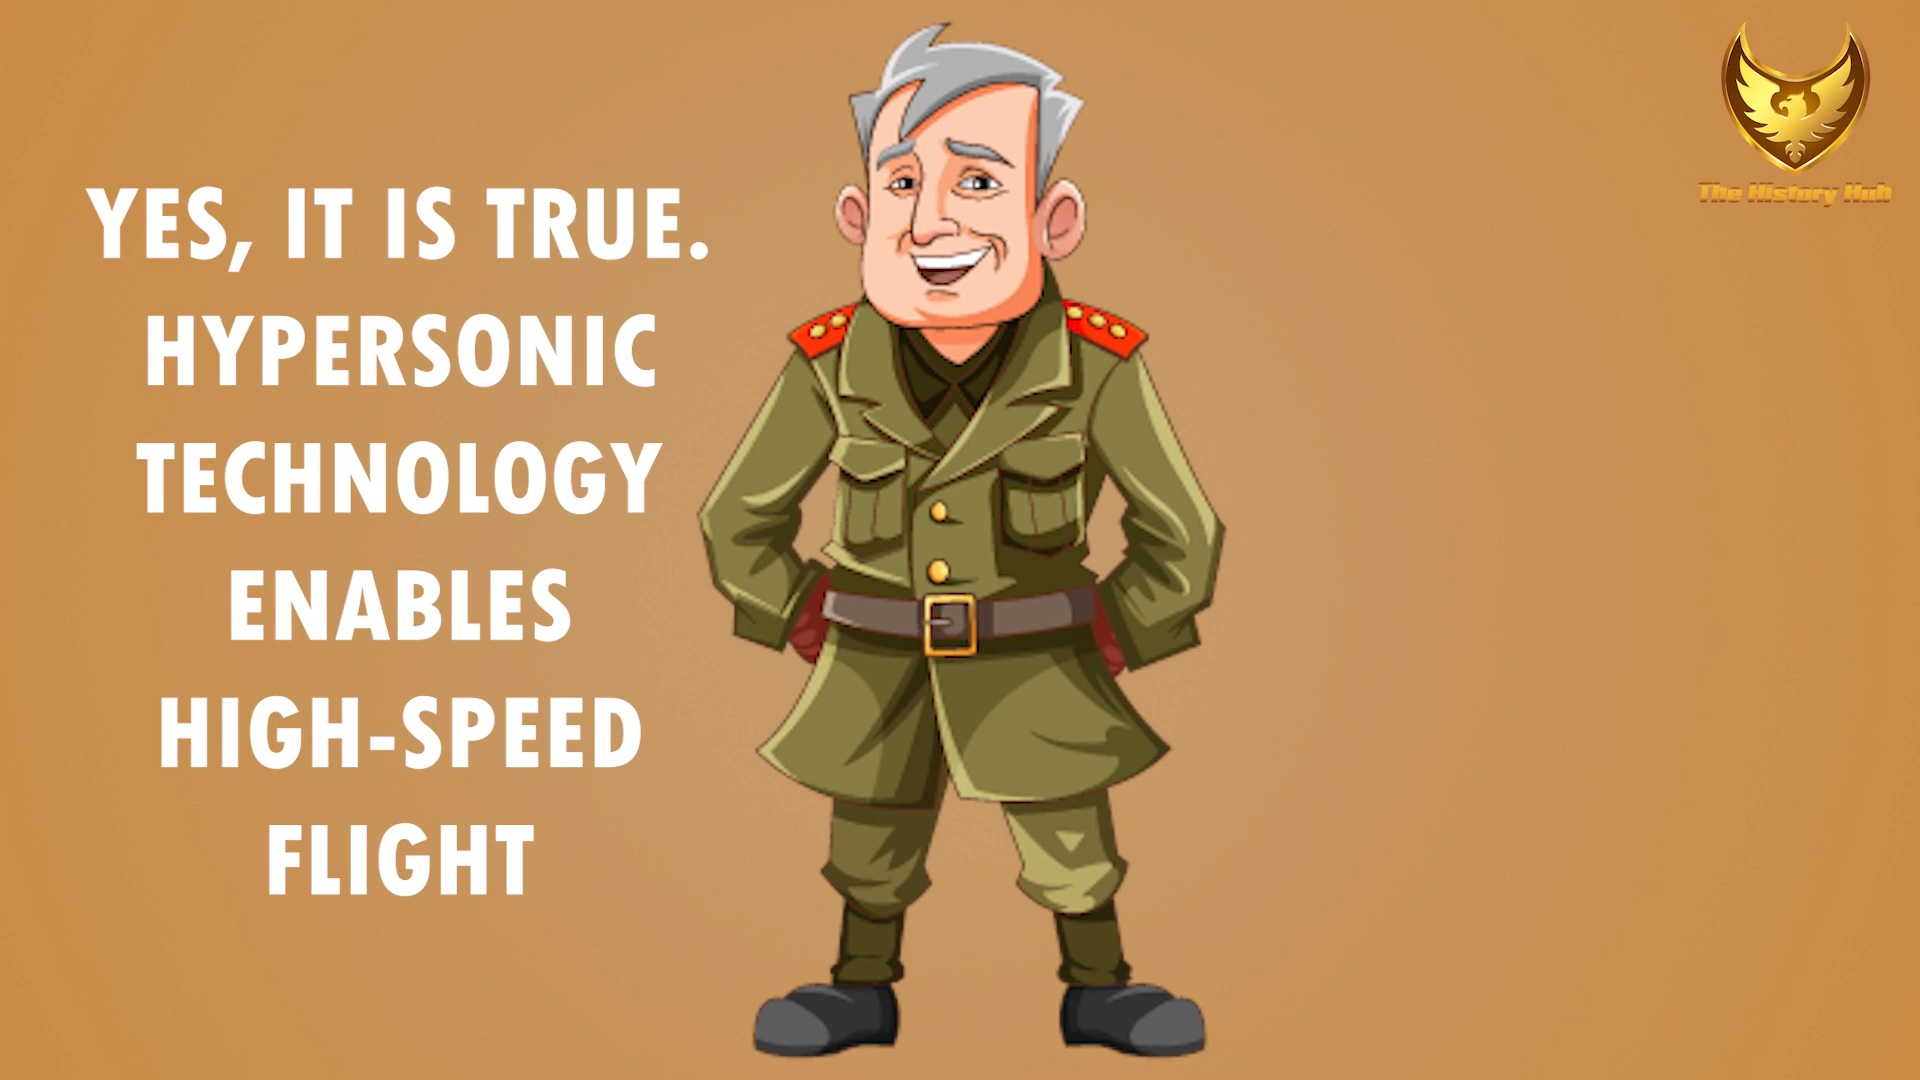 YES, IT IS TRUE.
HYPERSONIC
TECHNOLOGY
ENABLES
HIGH-SPEED
FLIGHT
The History Hub